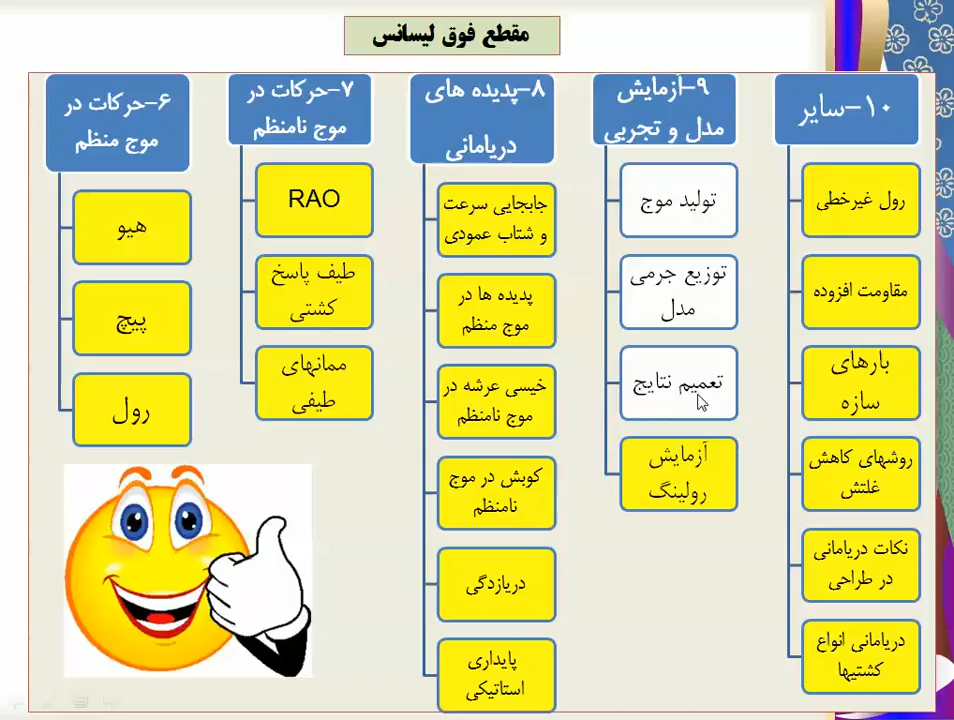 مقطع فوق لیسانس
۱۰-سایر
رول غیرخطی
مقاومت افزوده
بارهای
سازه
روشهای کاهش
غلتش
نکات دریامانی
در طراحی
دریامانی انواع
کشتیها
۹-آزمایش
مدل و تجربی
تولید موج
توزیع جرمی
مدل
تعمیم نتایج
آزمایش
رولینگ
۸-پدیده های
دریامانی
جابجایی سرعت
و شتاب عمودی
پدیده ها در
موج منظم
خیسی عرشه در
موج نامنظم
کوبش در موج
نامنظم
دریازدگی
پایداری
استاتیکی
۷-حرکات در
موج نامنظم
RAO
طیف پاسخ
کشتی
ممانهای
طیفی
۶-حرکات در
موج منظم
هیو
پیچ
رول